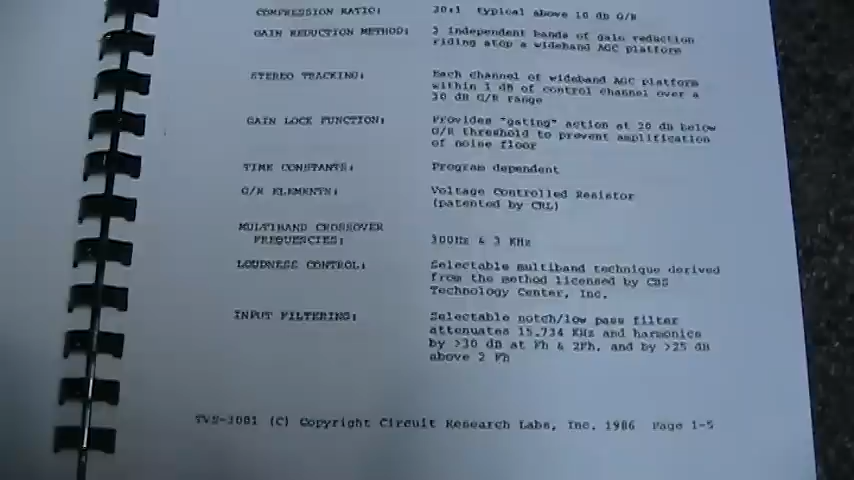 COMPRESSION RATIO: 20:1 typical above 10 dB G/R
GAIN REDUCTION METHOD: 3 independent bands of gain reduction
riding atop a wideband AGC platform
STEREO TRACKING: Each channel of wideband AGC platform
within 1 dB of control channel over a
30 dB G/R range
GAIN LOCK FUNCTION: Provides "gating" action at 20 dB below
G/R threshold to prevent amplification
of noise floor
TIME CONSTANTS: Program dependent
G/R ELEMENTS: Voltage Controlled Resistor
(patented by CRL)
MULTIBAND CROSSOVER
FREQUENCIES: 300Hz & 3 KHz
LOUDNESS CONTROL: Selectable multiband technique derived
from the method licensed by CBS
Technology Center, Inc.
INPUT FILTERING: Selectable notch/low pass filter
attenuates 15.734 KHz and harmonics
by >30 dB at Fh & 2Fh, and by >25 dB
above 2 Fh
TVS-3001 (C) Copyright Circuit Research Labs, Inc. 1986 Page 1-5